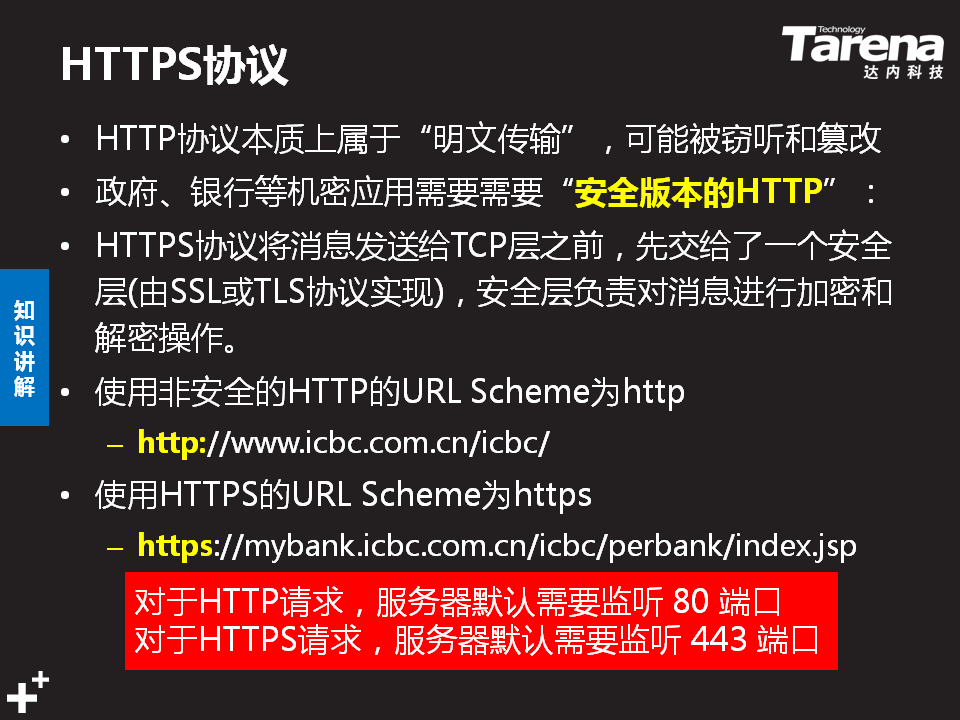 HTTPS协议
Technology
Tarena
达内科技
• HTTP协议本质上属于“明文传输”，可能被窃听和篡改
• 政府、银行等机密应用需要需要“安全版本的HTTP”：
• HTTPS协议将消息发送给TCP层之前，先交给了一个安全
层(由SSL或TLS协议实现)，安全层负责对消息进行加密和
解密操作。
知识讲解
• 使用非安全的HTTP的URL Scheme为http
– http://www.icbc.com.cn/icbc/
• 使用HTTPS的URL Scheme为https
– https://mybank.icbc.com.cn/icbc/perbank/index.jsp
对于HTTP请求，服务器默认需要监听 80 端口
对于HTTPS请求，服务器默认需要监听 443 端口